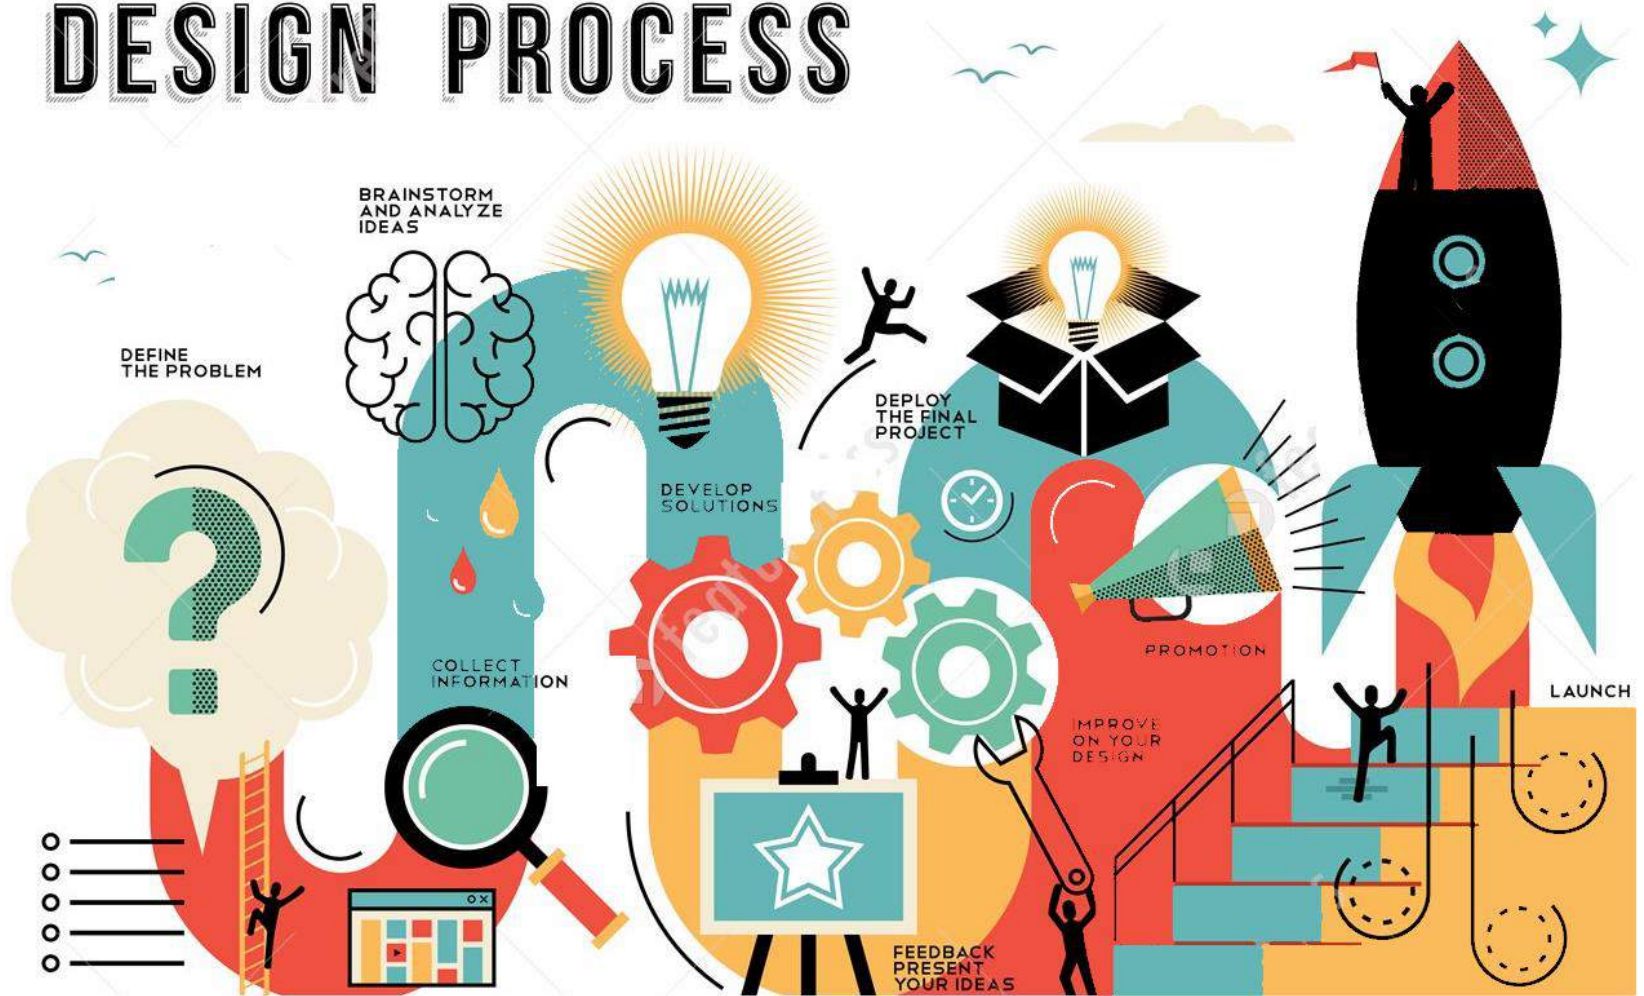 DESIGN PROCESS
DEFINE
THE PROBLEM
BRAINSTORM
AND ANALYZE
IDEAS
COLLECT
INFORMATION
DEVELOP
SOLUTIONS
FEEDBACK
PRESENT
YOUR IDEAS
IMPROVE
ON YOUR
DESIGN
DEPLOY
THE FINAL
PROJECT
PROMOTION
LAUNCH